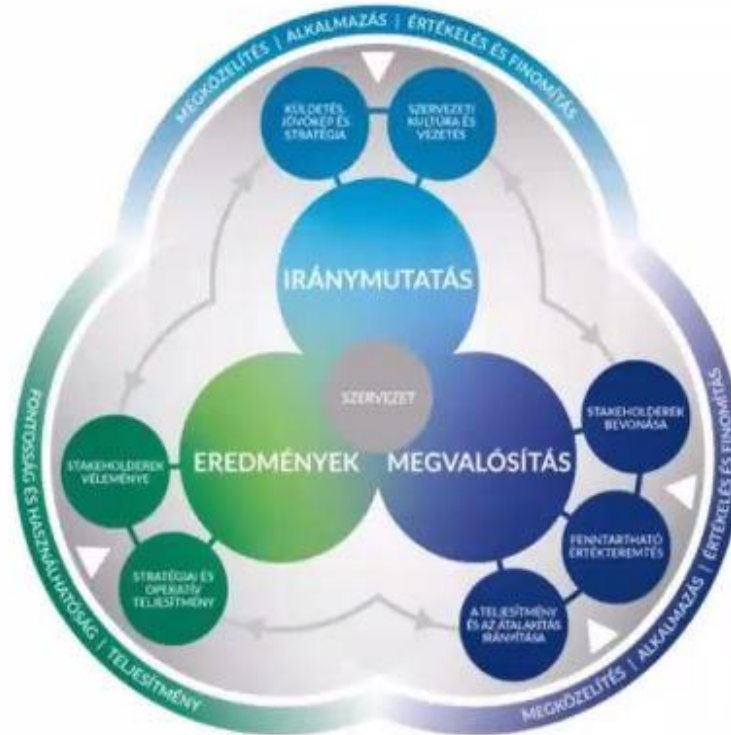 MEGKÖZELÍTÉS | ALKALMAZÁS | ÉRTÉKELÉS ÉS FINOMÍTÁS
KÜLDETÉS,
JÖVŐKÉP ÉS
STRATÉGIA
SZERVEZETI
KULTÚRA ÉS
VEZETÉS
IRÁNYMUTATÁS
SZERVEZET
EREDMÉNYEK
MEGVALÓSÍTÁS
STAKEHOLDEREK
VÉLEMÉNYE
STRATÉGIAI ÉS
OPERATÍV
TELJESÍTMÉNY
STAKEHOLDEREK
BEVONÁSA
FENNTARTHATÓ
ÉRTÉKTEREMTÉS
A TELJESÍTMÉNY
ÉS AZ ÁTALAKÍTÁS
IRÁNYÍTÁSA
FONTOSSÁG ÉS HASZNÁLHATÓSÁG | TELJESÍTMÉNY
MEGKÖZELÍTÉS | ALKALMAZÁS | ÉRTÉKELÉS ÉS FINOMÍTÁS